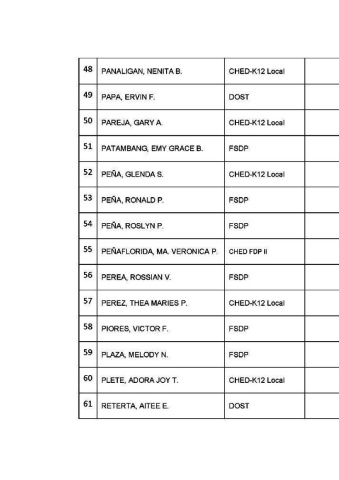 48 PANALIGAN, NENITA B. CHED-K12 Local
49 PAPA, ERVIN F. DOST
50 PAREJA, GARY A. CHED-K12 Local
51 PATAMBANG, EMY GRACE B. FSDP
52 PEÑA, GLENDA S. CHED-K12 Local
53 PEÑA, RONALD P. FSDP
54 PEÑA, ROSLYN P. FSDP
55 PEÑAFLORIDA, MA. VERONICA P. CHED FDP II
56 PEREA, ROSSIAN V. FSDP
57 PEREZ, THEA MARIES P. CHED-K12 Local
58 PIORES, VICTOR F. FSDP
59 PLAZA, MELODY N. FSDP
60 PLETE, ADORA JOY T. CHED-K12 Local
61 RETERTA, AITEE E. DOST